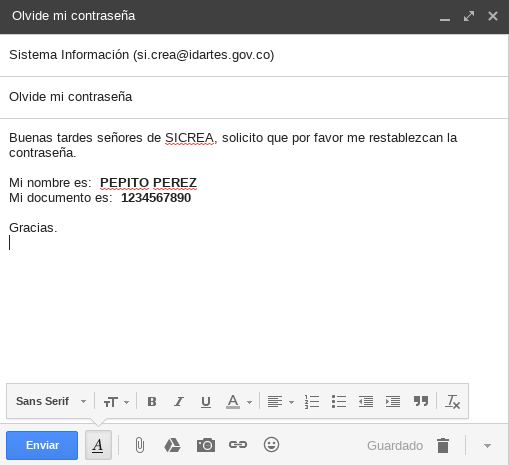 Olvide mi contraseña
Sistema Información (si.crea@idartes.gov.co)
Olvide mi contraseña
Buenas tardes señores de SICREA, solicito que por favor me restablezcan la
contraseña.
Mi nombre es: PEPITO PEREZ
Mi documento es: 1234567890
Gracias.
Sans Serif
Enviar
Guardado